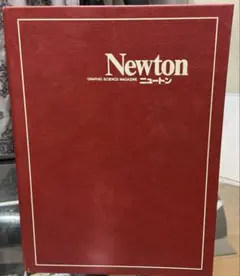 Newton
GRAPHIC SCIENCE MAGAZINE ニュートン